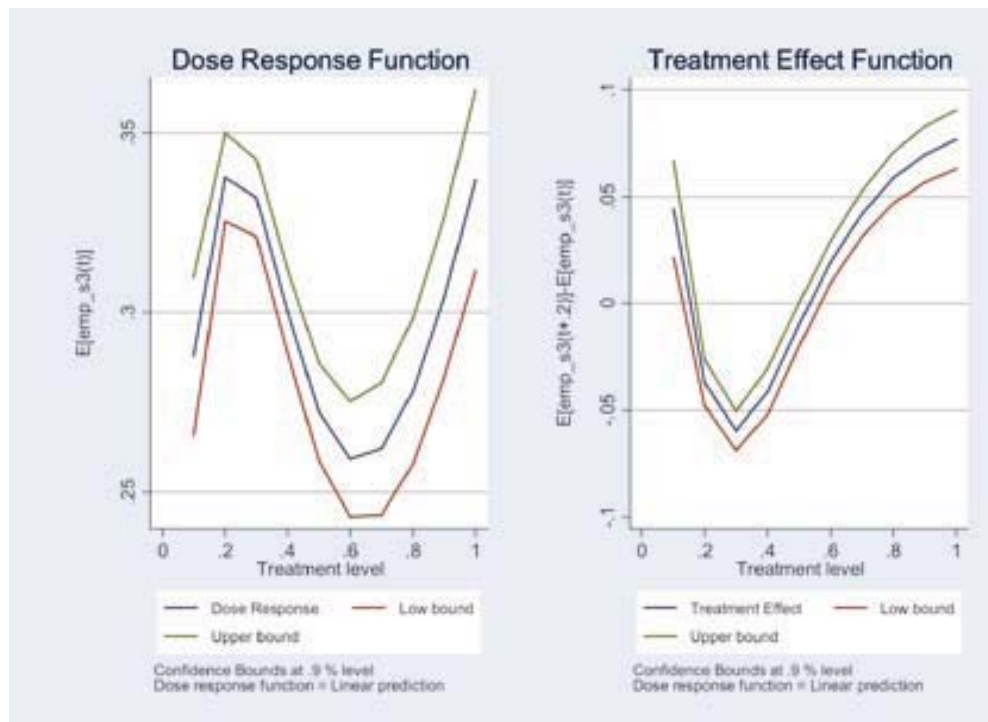 Dose Response Function
E[emp_s3(t)]
.35
.3
.25
0 .2 .4 .6 .8 1
Treatment level
Dose Response Low bound
Upper bound
Confidence Bounds at .9 % level
Dose response function = Linear prediction
Treatment Effect Function
E[emp_s3(t+.2)]-E[emp_s3(t)]
.1
.05
0
-.05
-.1
0 .2 .4 .6 .8 1
Treatment level
Treatment Effect Low bound
Upper bound
Confidence Bounds at .9 % level
Dose response function = Linear prediction